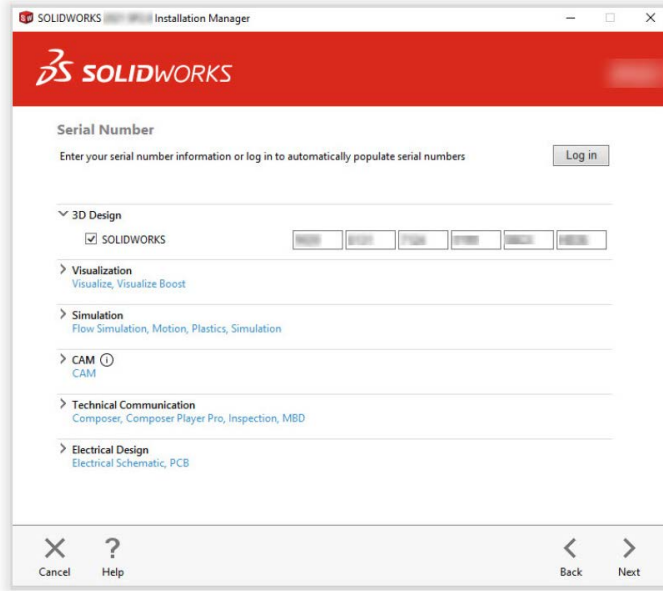 SOLIDWORKS Installation Manager
SOLIDWORKS
Serial Number
Enter your serial number information or log in to automatically populate serial numbers
Log in
3D Design
SOLIDWORKS
Visualization
Visualize, Visualize Boost
Simulation
Flow Simulation, Motion, Plastics, Simulation
CAM
CAM
Technical Communication
Composer, Composer Player Pro, Inspection, MBD
Electrical Design
Electrical Schematic, PCB
Cancel Help Back Next